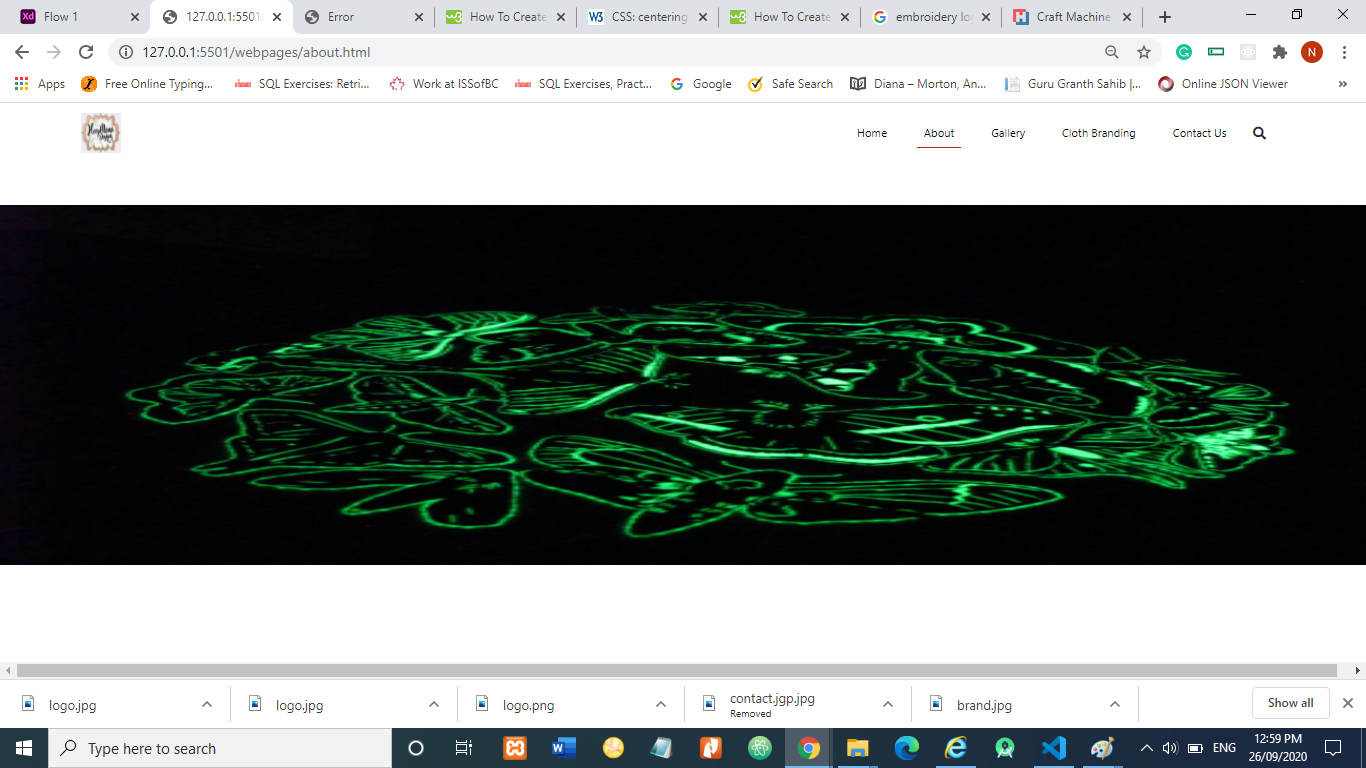 Flow 1
127.0.0.1:5501/
Error
How To Create
CSS: centering
How To Create
embroidery lo
Craft Machine
127.0.0.1:5501/webpages/about.html
N
Apps
Free Online Typing...
SQL Exercises: Retri...
Work at ISSofBC
SQL Exercises, Pract...
Google
Safe Search
Diana – Morton, An...
Guru Granth Sahib |...
Online JSON Viewer
»
Home
About
Gallery
Cloth Branding
Contact Us
logo.jpg
logo.jpg
logo.png
contact.jgp.jpg
Removed
brand.jpg
Show all
Type here to search
ENG
12:59 PM
26/09/2020